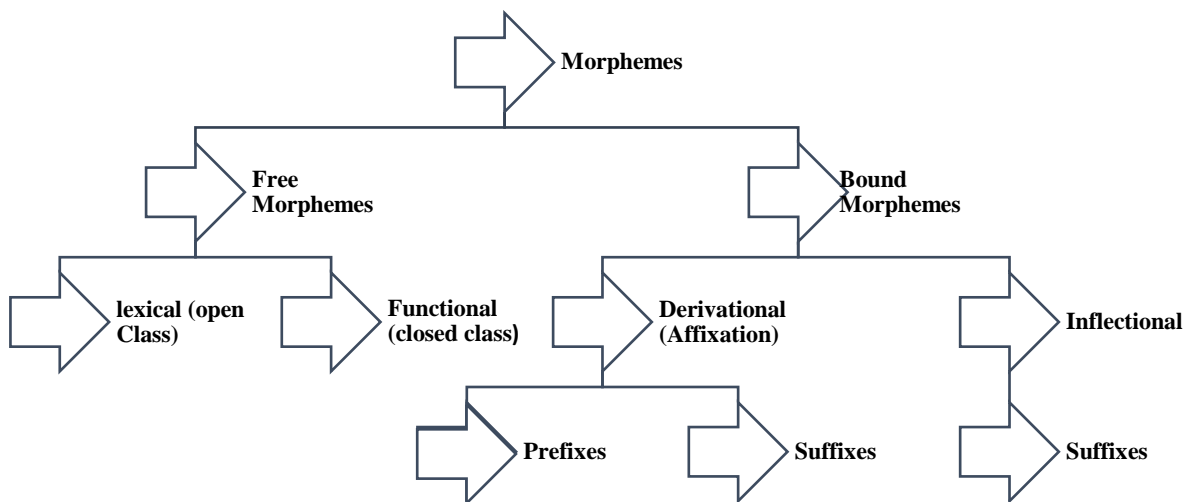 Morphemes
Free
Morphemes
Bound
Morphemes
lexical (open
Class)
Functional
(closed class)
Derivational
(Affixation)
Inflectional
Prefixes
Suffixes
Suffixes